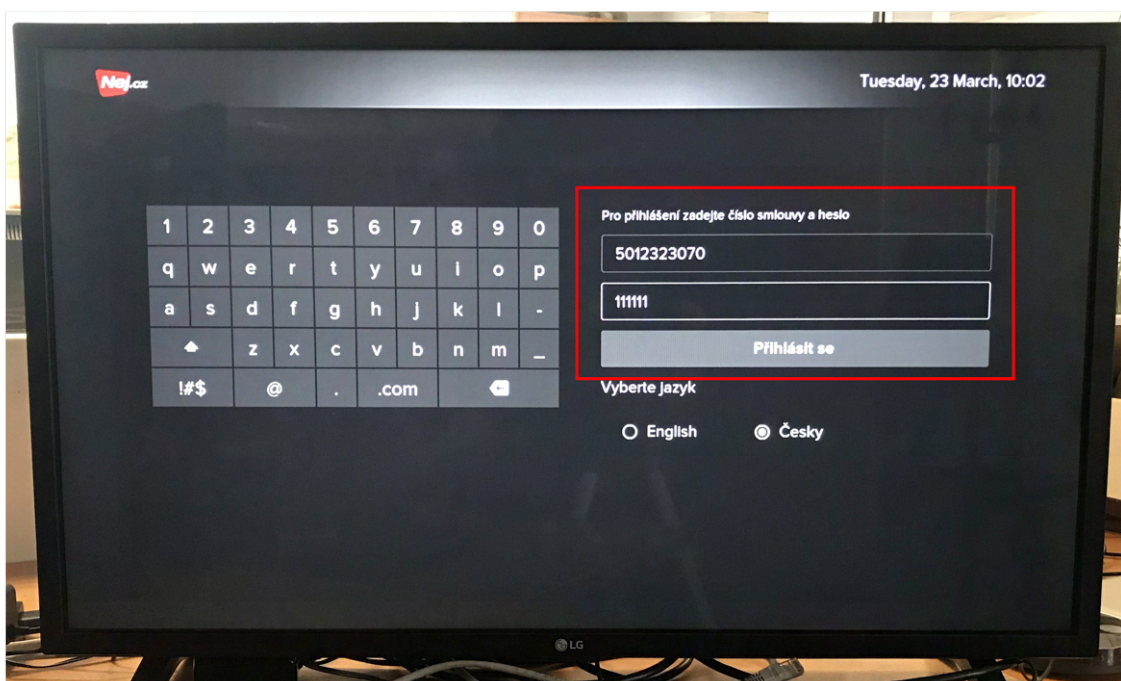 Nej.cz
Tuesday, 23 March, 10:02
Pro přihlášení zadejte číslo smlouvy a heslo
5012323070
111111
Přihlásit se
Vyberte jazyk
English
Česky
1 2 3 4 5 6 7 8 9 0
q w e r t y u i o p
a s d f g h j k l -
z x c v b n m _
!#$ @ . .com
LG